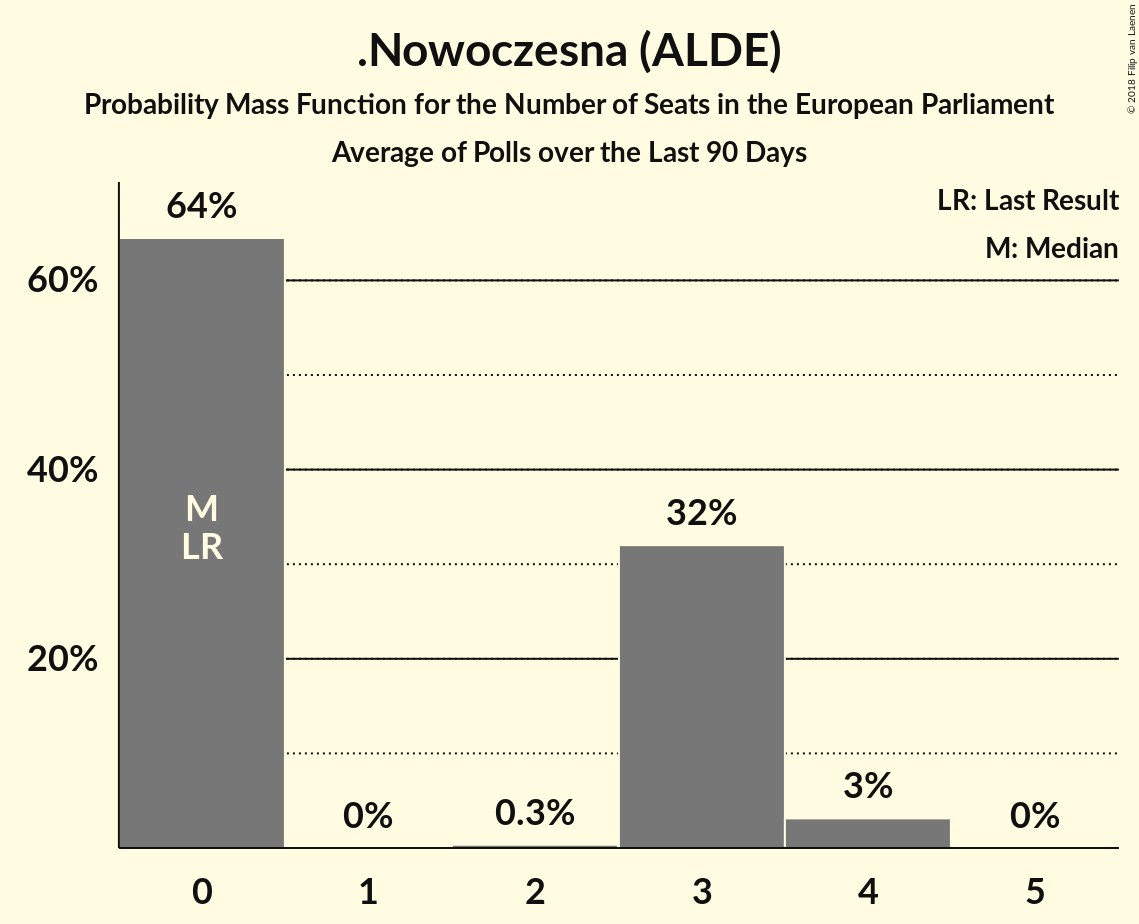 .Nowoczesna (ALDE)
Probability Mass Function for the Number of Seats in the European Parliament
Average of Polls over the Last 90 Days
© 2018 Filip van Laenen
LR: Last Result
M: Median
64%
60%
40%
20%
M
LR
0%
0.3%
32%
3%
0%
0 1 2 3 4 5